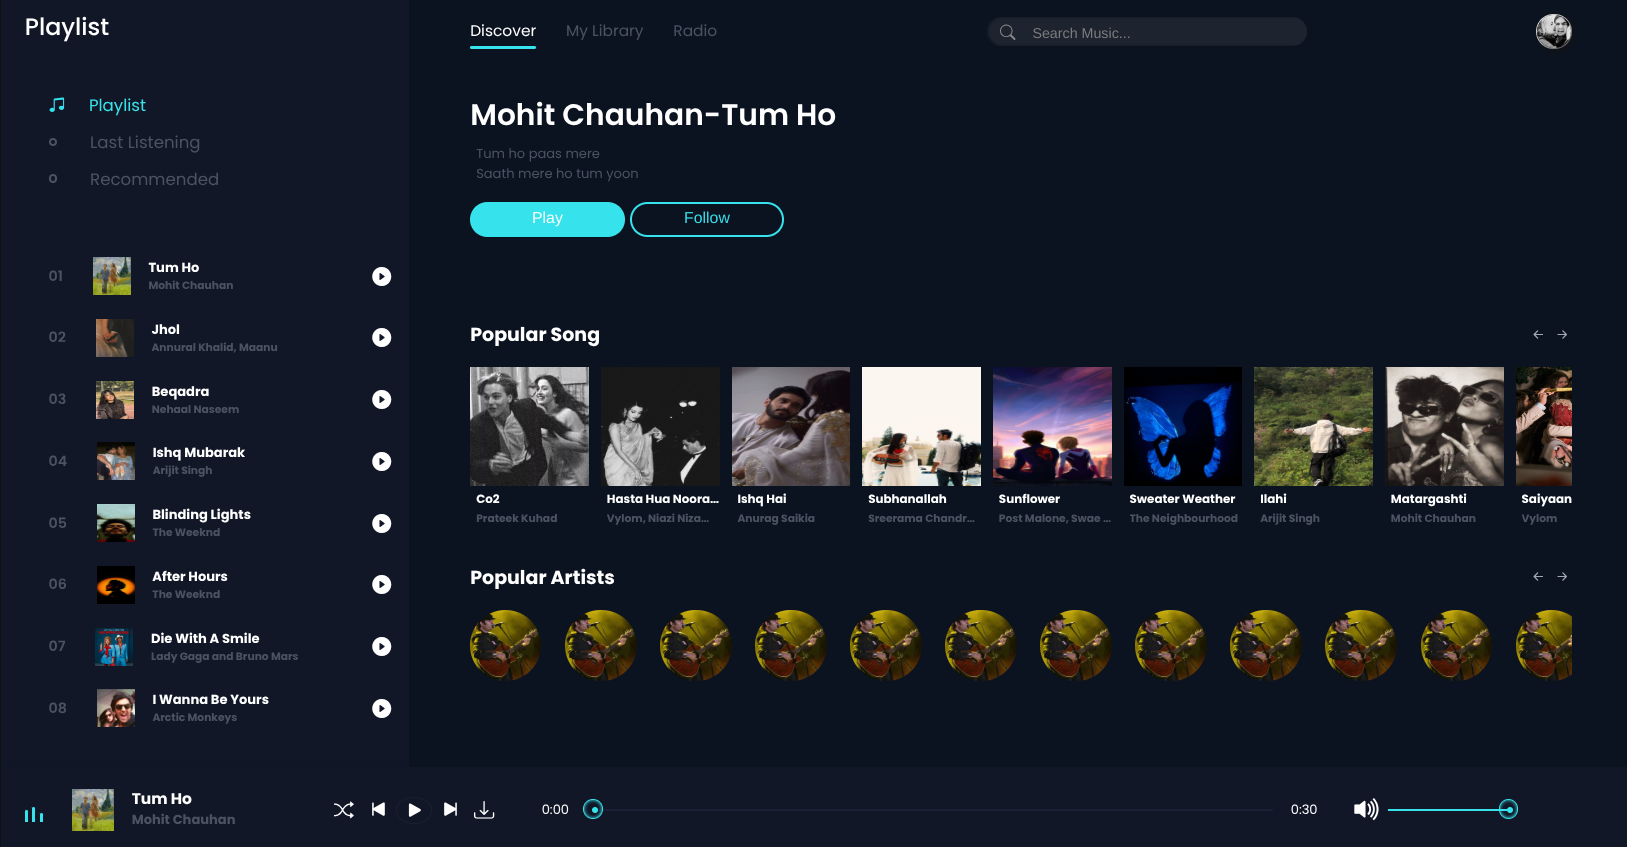 Playlist
Discover
My Library
Radio
Search Music...
Playlist
Last Listening
Recommended
Mohit Chauhan-Tum Ho
Tum ho paas mere
Saath mere ho tum yoon
Play
Follow
01
Tum Ho
Mohit Chauhan
02
Jhol
Annural Khalid, Maanu
03
Beqadra
Nehaal Naseem
04
Ishq Mubarak
Arijit Singh
05
Blinding Lights
The Weeknd
06
After Hours
The Weeknd
07
Die With A Smile
Lady Gaga and Bruno Mars
08
I Wanna Be Yours
Arctic Monkeys
Popular Song
Co2
Prateek Kuhad
Hasta Hua Noora...
Vylom, Niazi Niza...
Ishq Hai
Anurag Saikia
Subhanallah
Sreerama Chandr...
Sunflower
Post Malone, Swae ...
Sweater Weather
The Neighbourhood
Ilahi
Arijit Singh
Matargashti
Mohit Chauhan
Saiyaan
Vylom
Popular Artists
Tum Ho
Mohit Chauhan
0:00
0:30